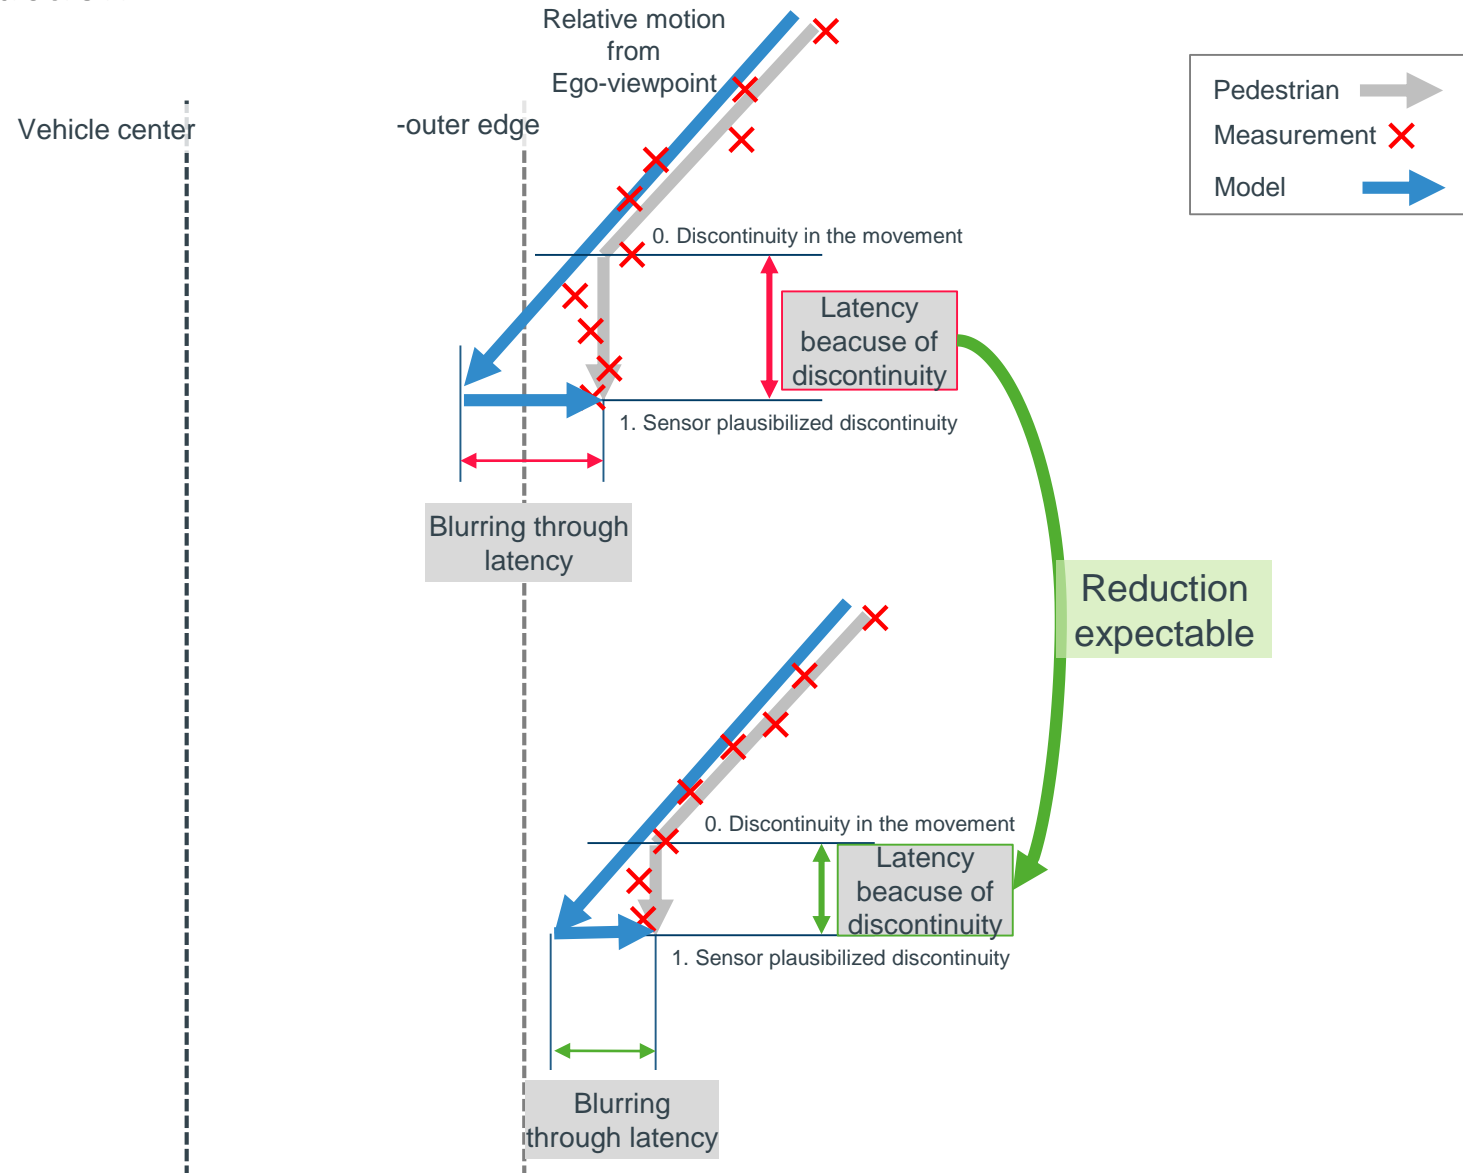 Relative motion
from
Ego-viewpoint
Vehicle center
-outer edge
Pedestrian
Measurement
Model
0. Discontinuity in the movement
Latency
beacuse of
discontinuity
1. Sensor plausibilized discontinuity
Blurring through
latency
Reduction
expectable
0. Discontinuity in the movement
Latency
beacuse of
discontinuity
1. Sensor plausibilized discontinuity
Blurring
through latency